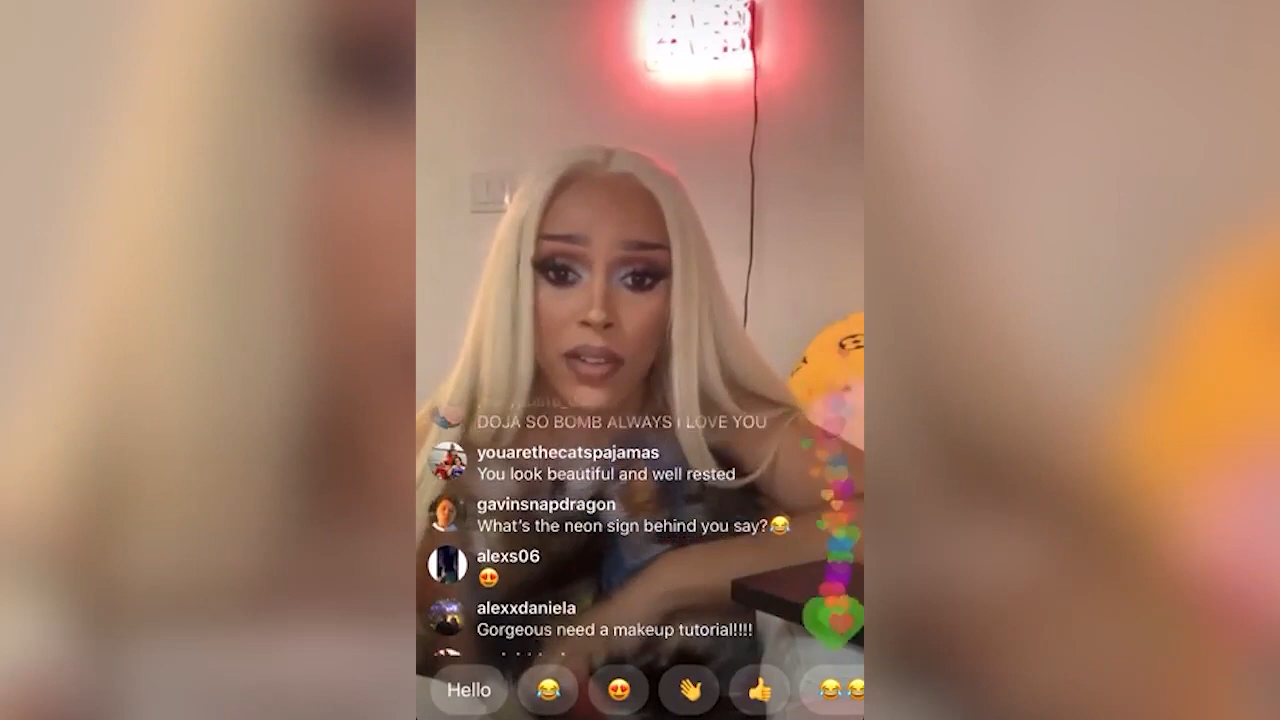 DOJA SO BOMB ALWAYS I LOVE YOU
youarethecatspajamas
You look beautiful and well rested
gavinsnapdragon
What's the neon sign behind you say?😂
alexs06
😍
alexxdaniela
Gorgeous need a makeup tutorial!!!!
Hello 😂 😍 👋 👍 😂 😂